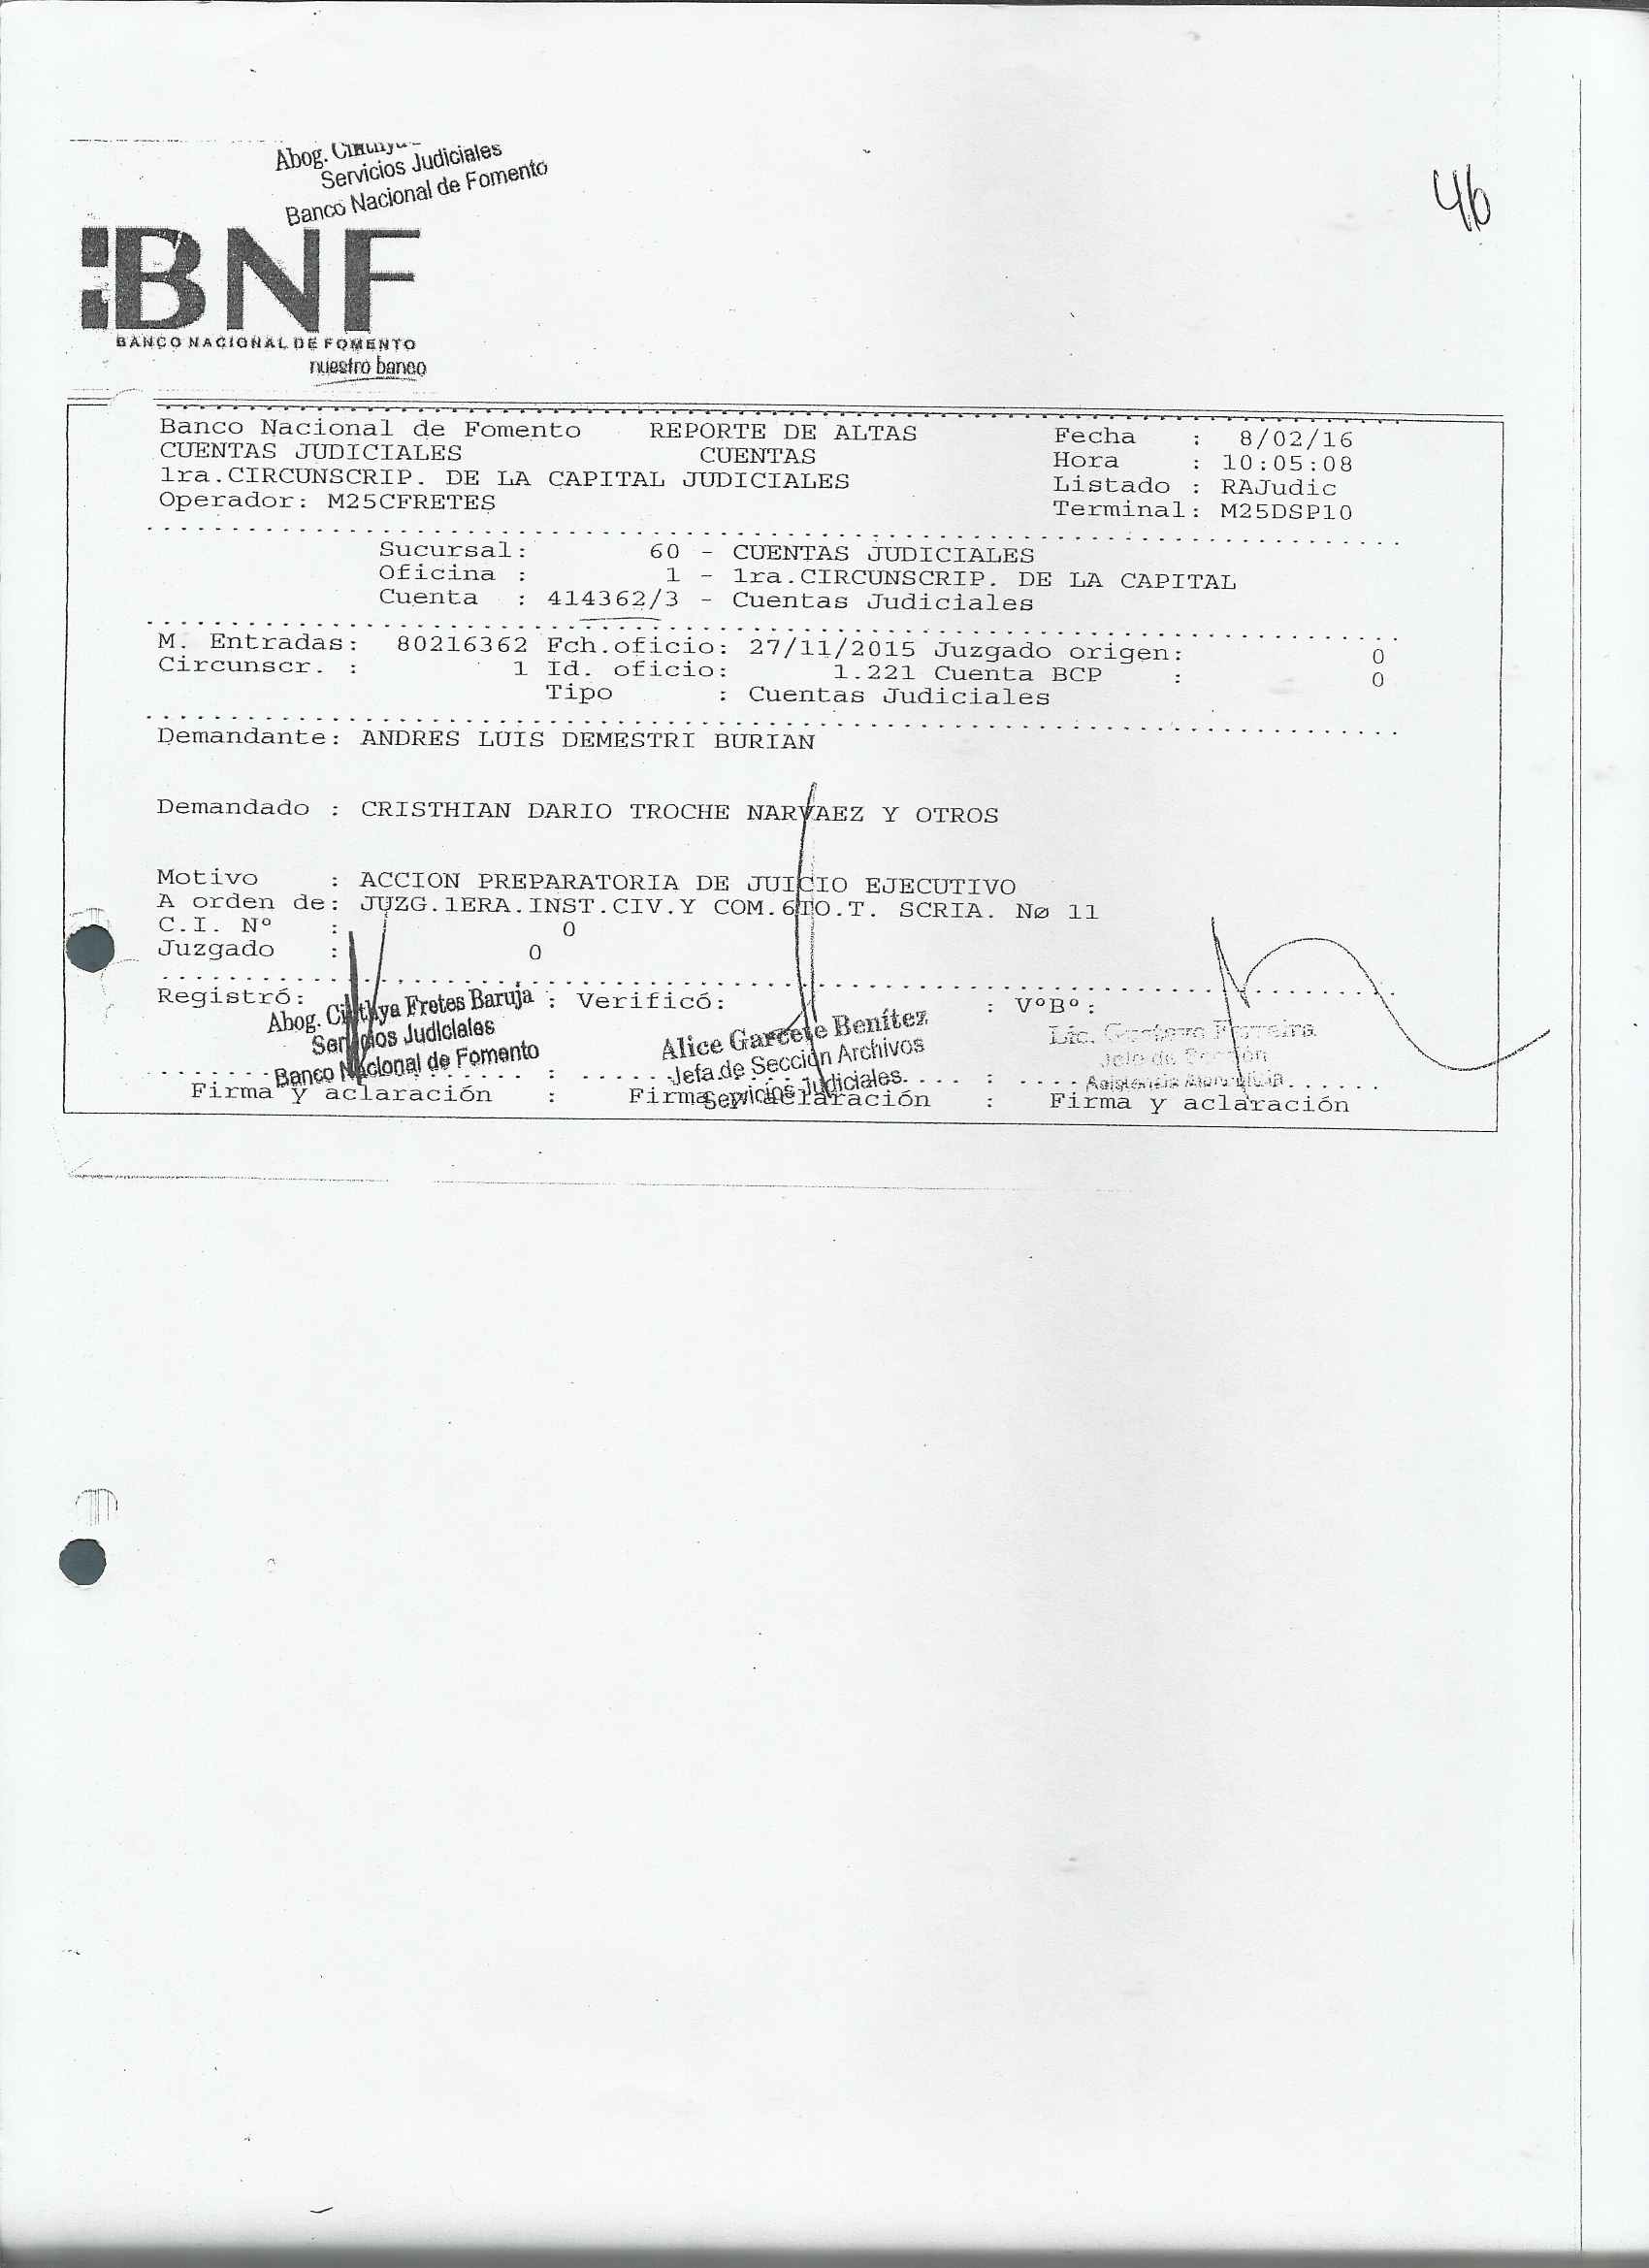 46
Abog.
Servicios Judiciales
Banco Nacional de Fomento
BNF
BANCO NACIONAL DE FOMENTO
nuestro banco
Banco Nacional de Fomento REPORTE DE ALTAS Fecha : 8/02/16
CUENTAS JUDICIALES CUENTAS Hora : 10:05:08
1ra.CIRCUNSCRIP. DE LA CAPITAL JUDICIALES Listado : RAJudic
Operador: M25CFRETES Terminal: M25DSP10
Sucursal: 60 - CUENTAS JUDICIALES
Oficina : 1 - 1ra.CIRCUNSCRIP. DE LA CAPITAL
Cuenta : 414362/3 - Cuentas Judiciales
M. Entradas: 80216362 Fch.oficio: 27/11/2015 Juzgado origen: 0
Circunscr. : 1 Id. oficio: 1.221 Cuenta BCP : 0
Tipo : Cuentas Judiciales
Demandante: ANDRES LUIS DEMESTRI BURIAN
Demandado : CRISTHIAN DARIO TROCHE NARVAEZ Y OTROS
Motivo : ACCION PREPARATORIA DE JUICIO EJECUTIVO
A orden de: JUZG.1ERA.INST.CIV.Y COM.6TO.T. SCRIA. Nø 11
C.I. Nº : 0
Juzgado : 0
Registró: : Verificó: : VºBº:
Abog. Cinthya Fretes Baruja
Servicios Judiciales
Banco Nacional de Fomento
Alice Garcete Benítez
Jefa de Sección Archivos
Servicios Judiciales
Lic. Gustavo Ferreira
Jefe de Sección
Firma y aclaración : Firma y aclaración : Firma y aclaración